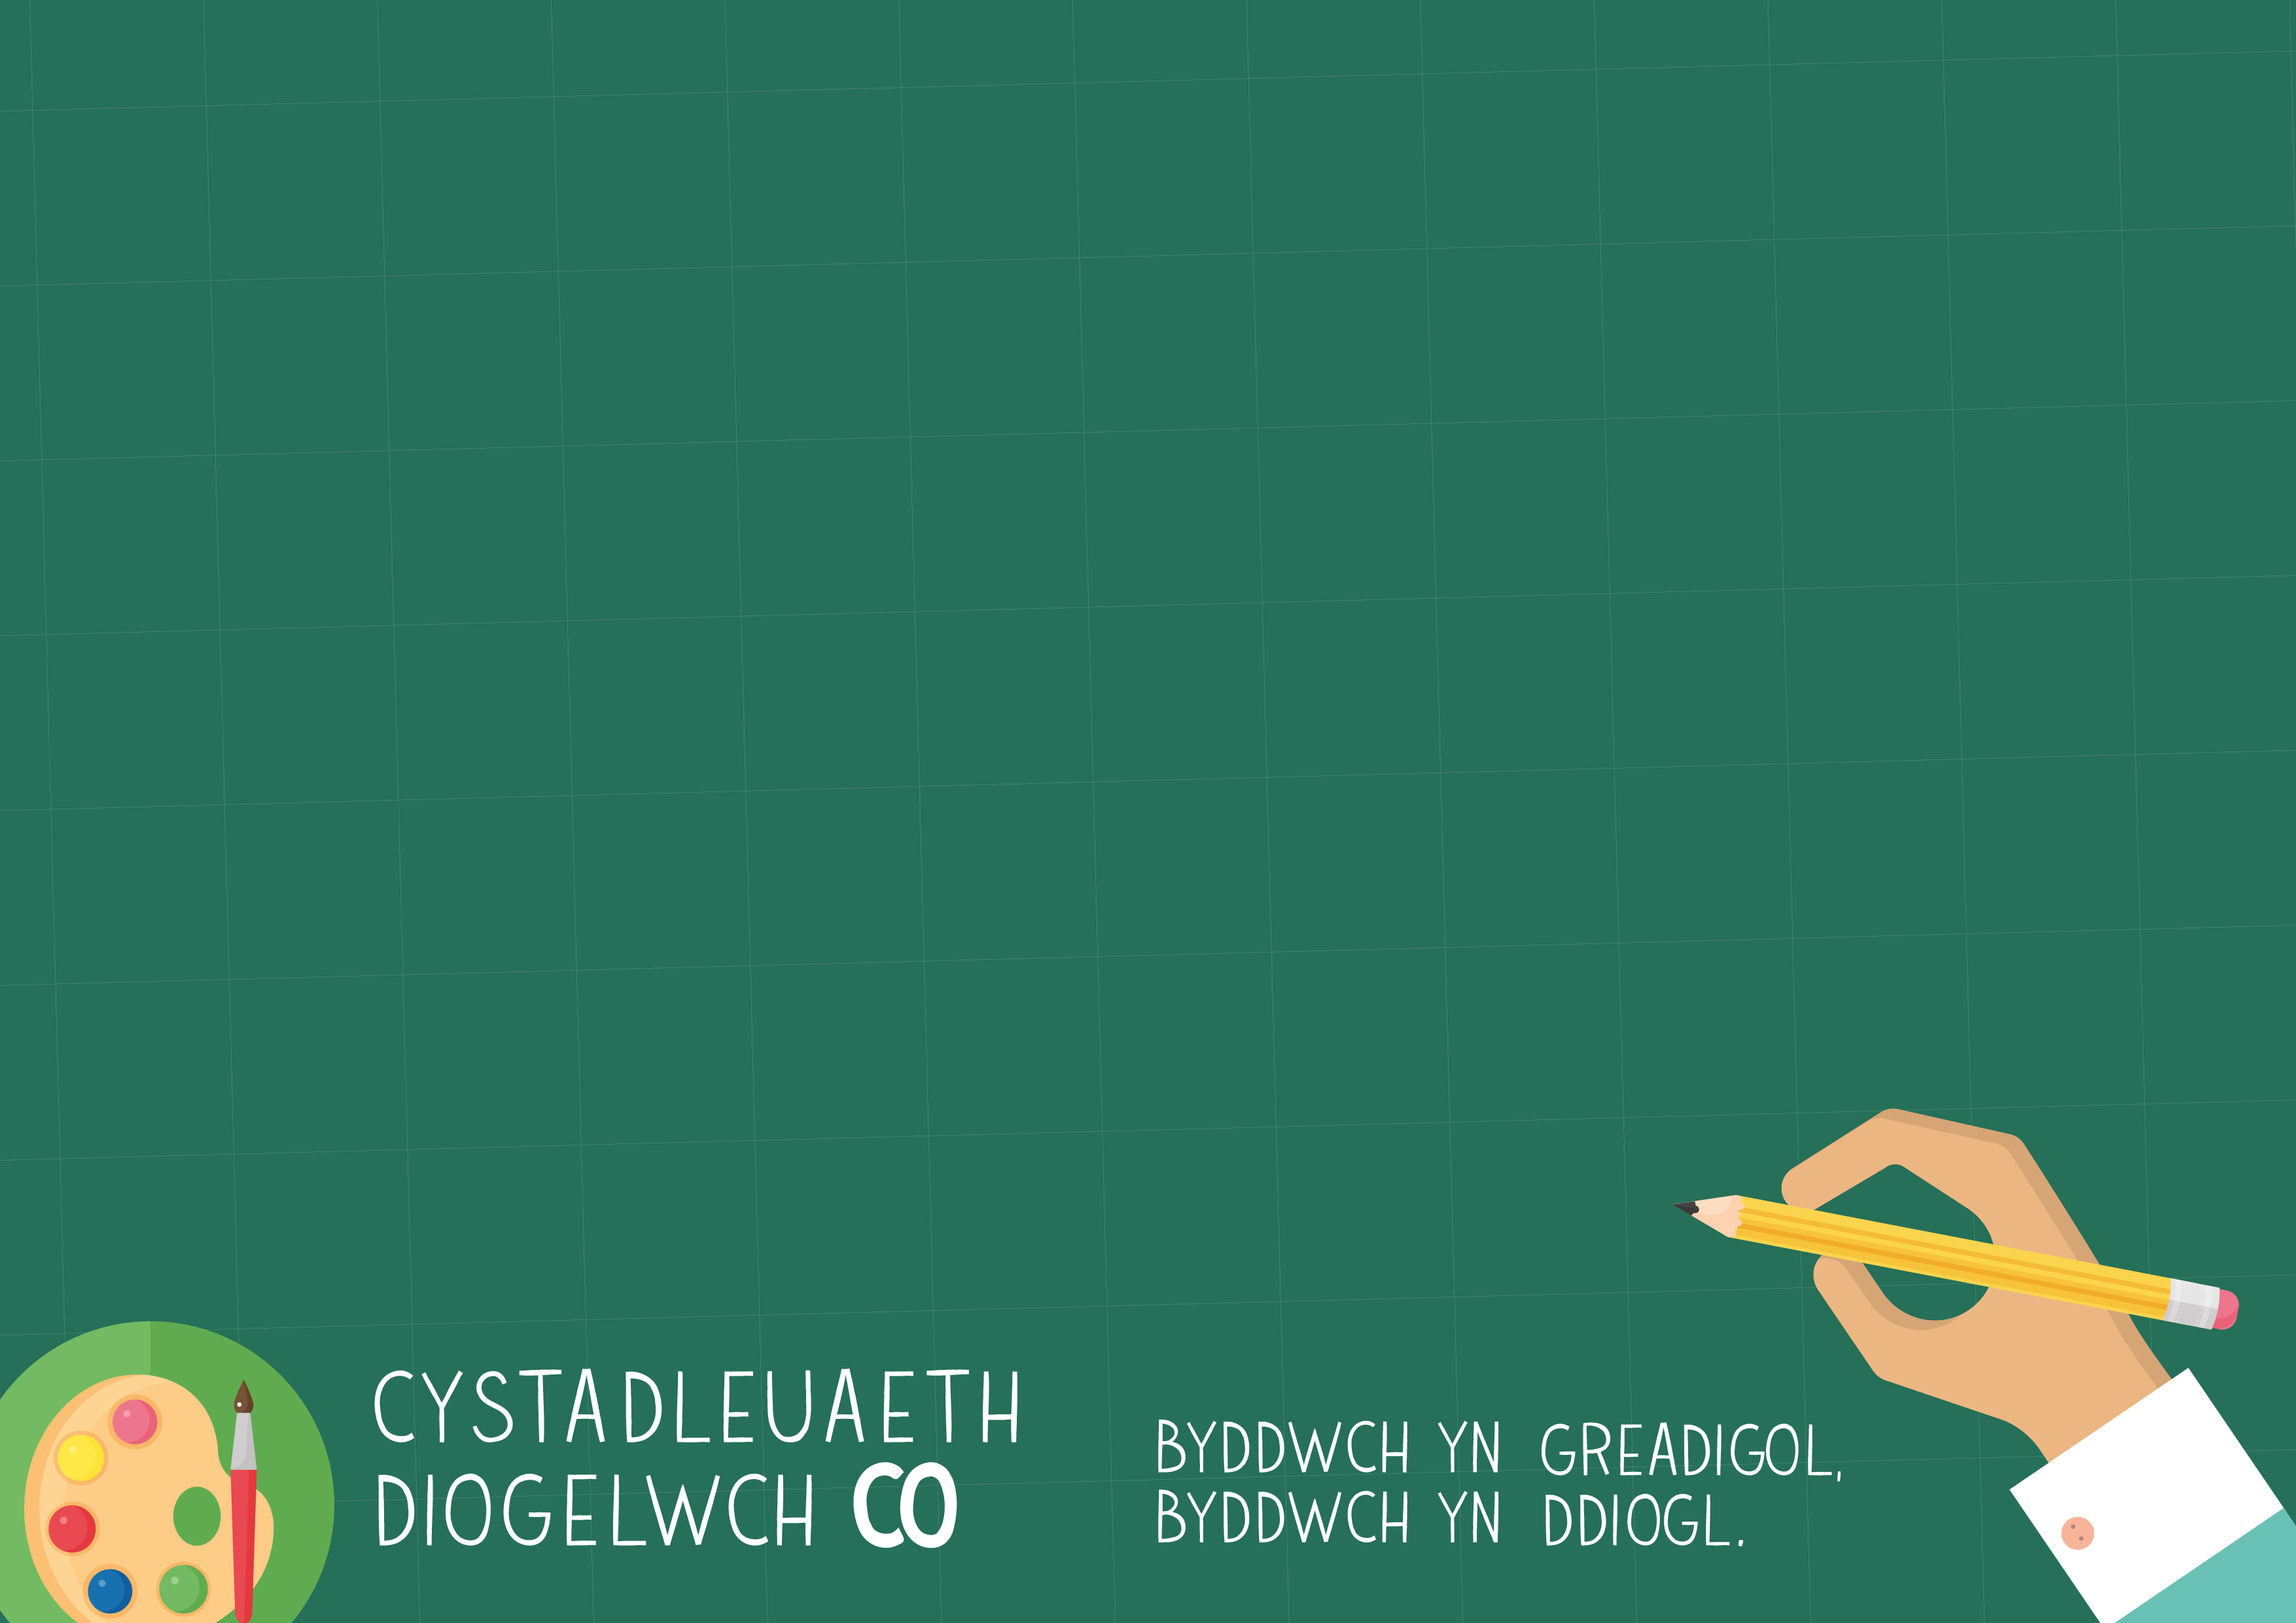 CYSTADLEUAETH
DIOGELWCH CO
BYDDWCH YN GREADIGOL,
BYDDWCH YN DDIOGL.